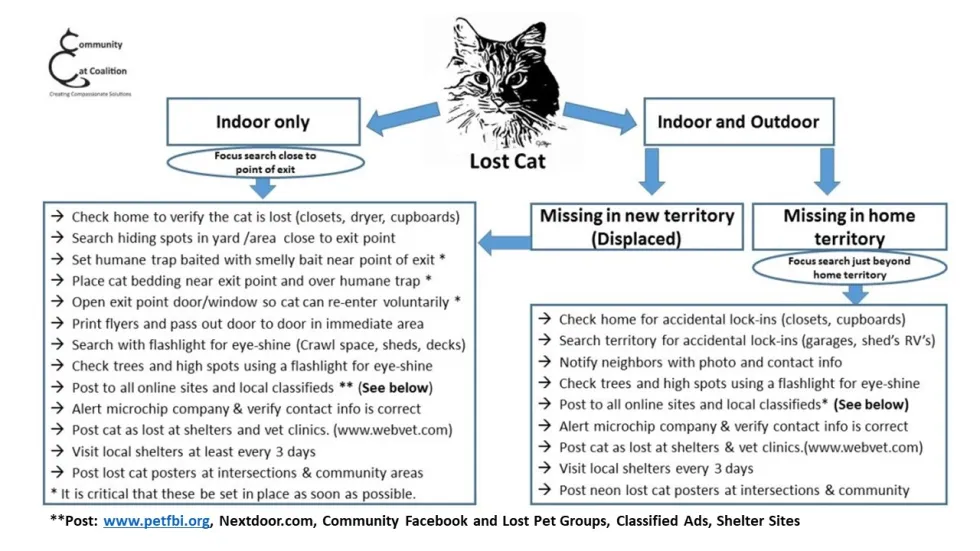 Community
Cat Coalition
Creating Compassionate Solutions
Lost Cat
Indoor only
Focus search close to
point of exit
→ Check home to verify the cat is lost (closets, dryer, cupboards)
→ Search hiding spots in yard /area close to exit point
→ Set humane trap baited with smelly bait near point of exit *
→ Place cat bedding near exit point and over humane trap *
→ Open exit point door/window so cat can re-enter voluntarily *
→ Print flyers and pass out door to door in immediate area
→ Search with flashlight for eye-shine (Crawl space, sheds, decks)
→ Check trees and high spots using a flashlight for eye-shine
→ Post to all online sites and local classifieds ** (See below)
→ Alert microchip company & verify contact info is correct
→ Post cat as lost at shelters and vet clinics. (www.webvet.com)
→ Visit local shelters at least every 3 days
→ Post lost cat posters at intersections & community areas
* It is critical that these be set in place as soon as possible.
Indoor and Outdoor
Missing in new territory
(Displaced)
Missing in home
territory
Focus search just beyond
home territory
→ Check home for accidental lock-ins (closets, cupboards)
→ Search territory for accidental lock-ins (garages, shed's RV's)
→ Notify neighbors with photo and contact info
→ Check trees and high spots using a flashlight for eye-shine
→ Post to all online sites and local classifieds* (See below)
→ Alert microchip company & verify contact info is correct
→ Post cat as lost at shelters & vet clinics.(www.webvet.com)
→ Visit local shelters every 3 days
→ Post neon lost cat posters at intersections & community
**Post: www.petfbi.org, Nextdoor.com, Community Facebook and Lost Pet Groups, Classified Ads, Shelter Sites